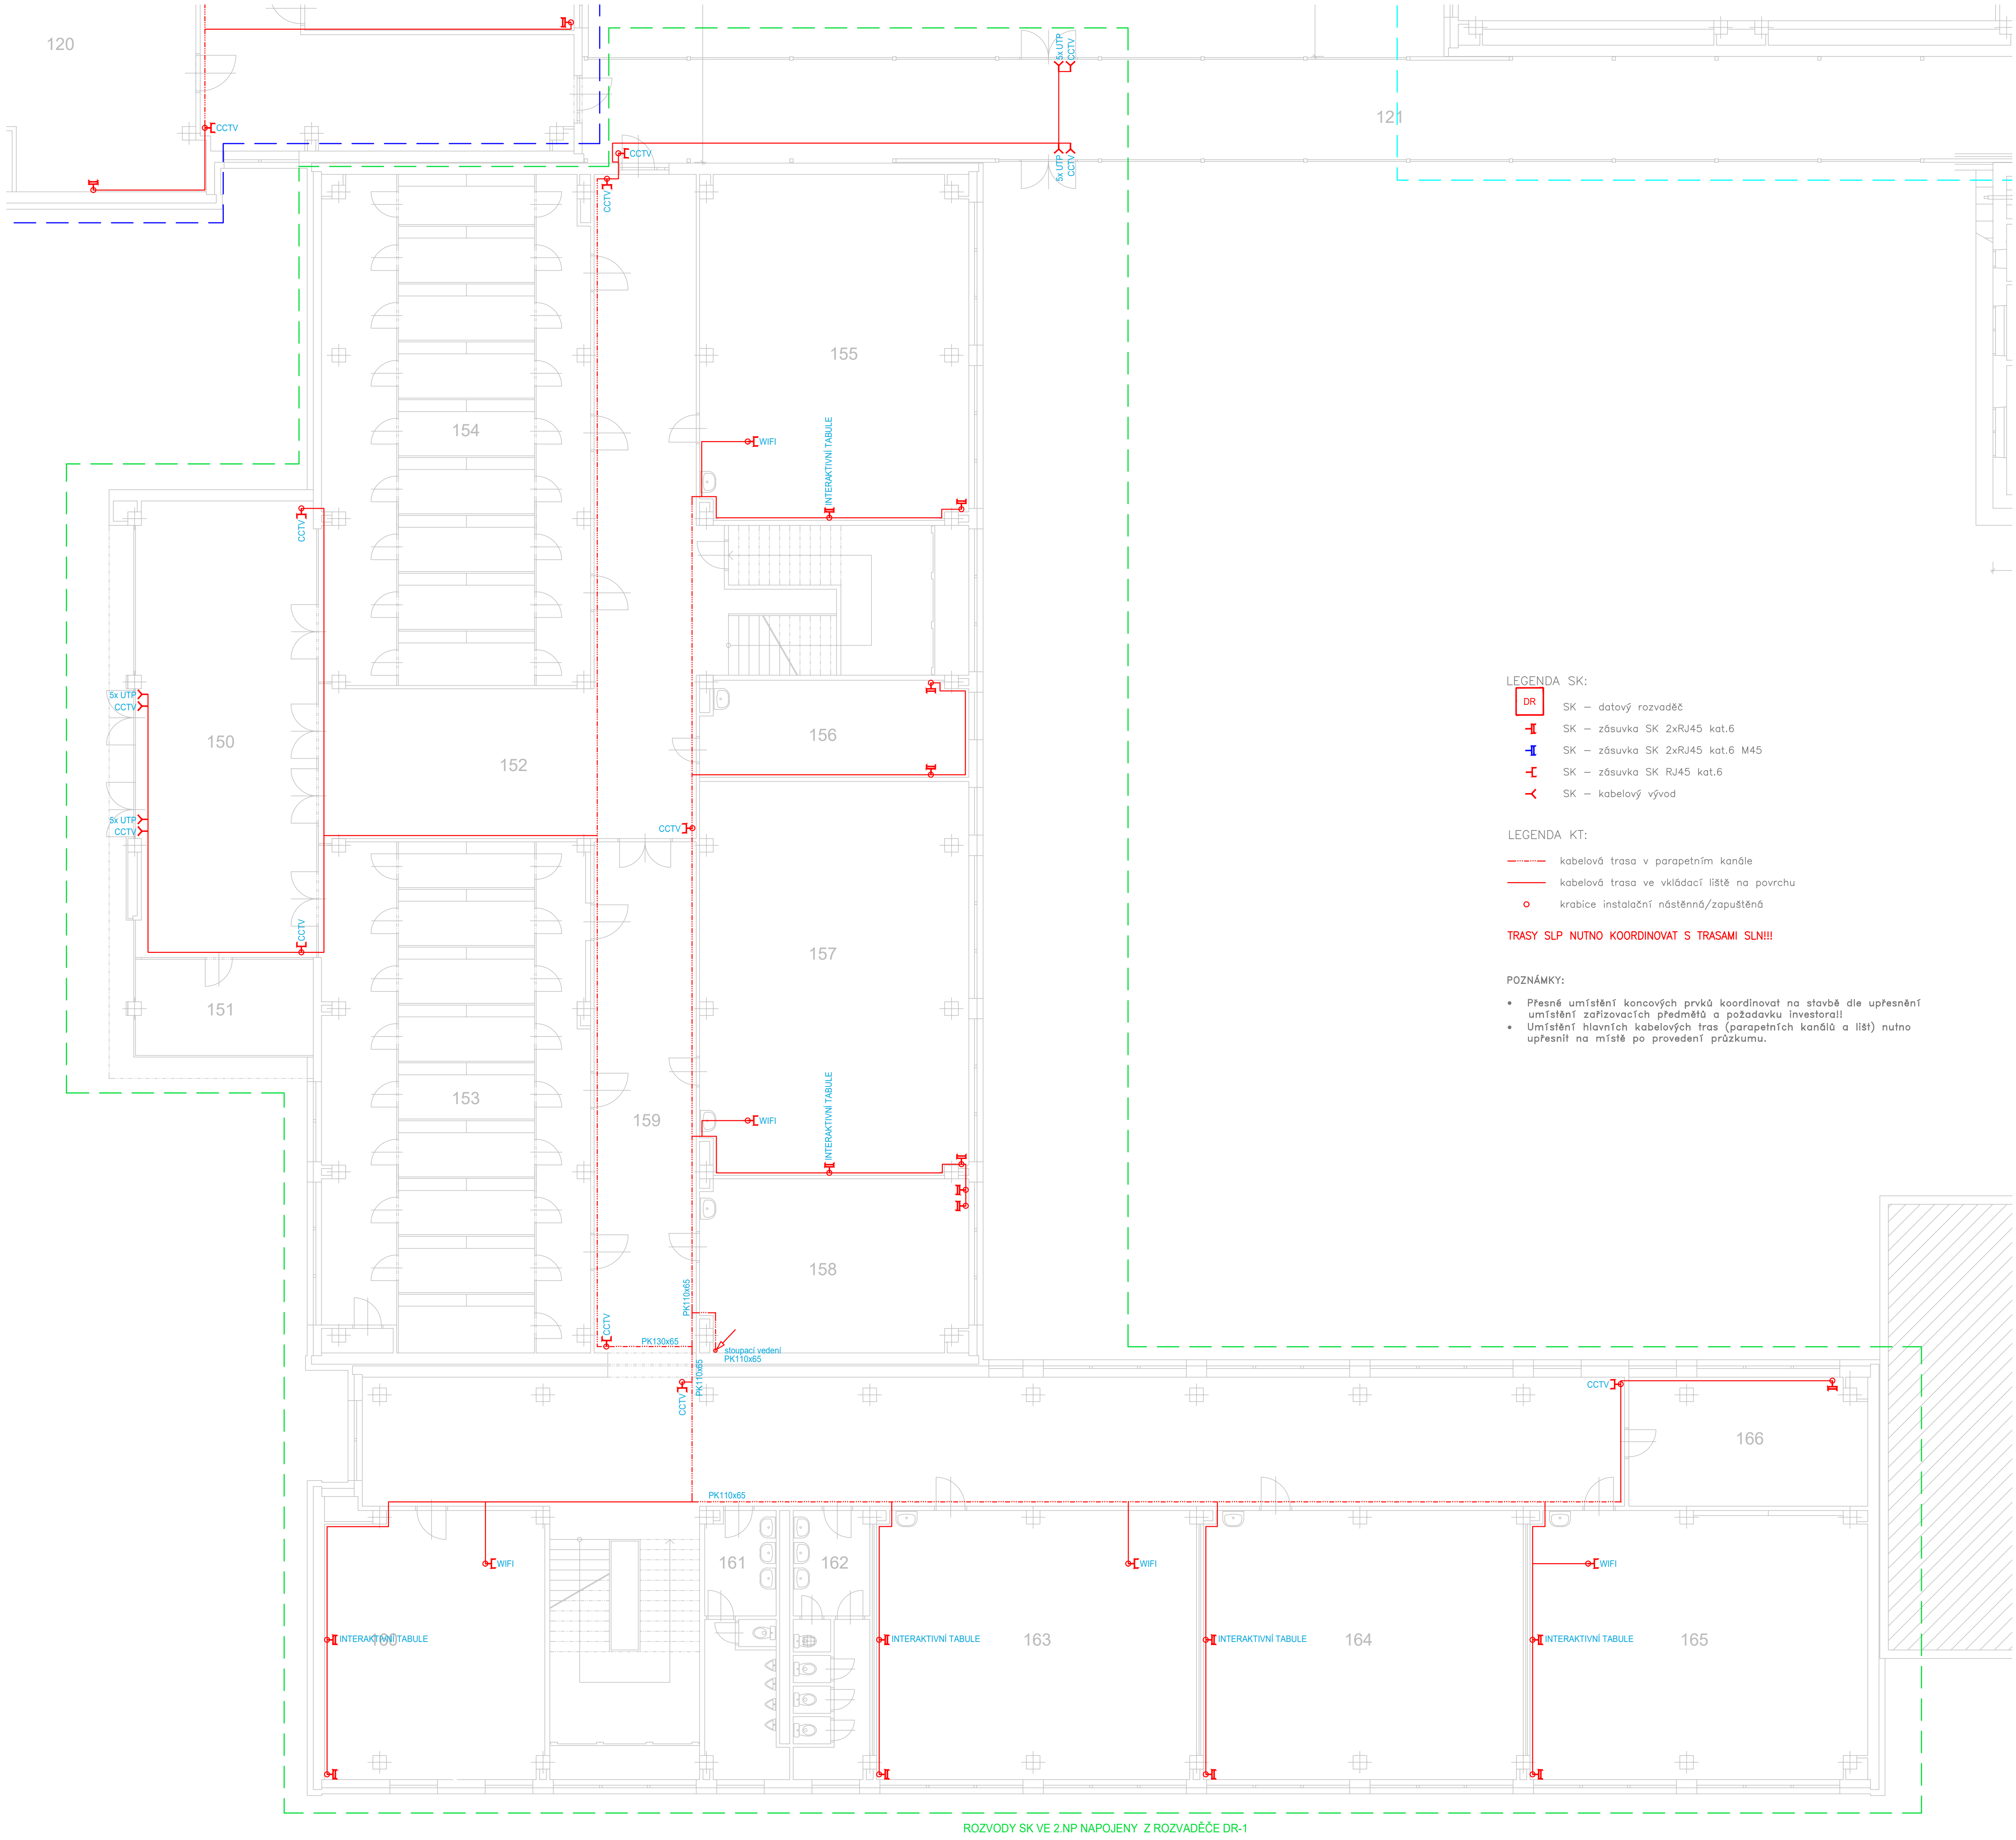 120
CCTV
5x UTP
CCTV
121
CCTV
CCTV
5x UTP
CCTV
155
154
WIFI
INTERAKTIVNÍ TABULE
CCTV
5x UTP
CCTV
150
152
156
5x UTP
CCTV
CCTV
CCTV
151
157
153
159
WIFI
INTERAKTIVNÍ TABULE
158
PK110x65
CCTV
PK130x65
stoupací vedení
PK110x65
PK110x65
CCTV
CCTV
166
PK110x65
161
162
WIFI
WIFI
WIFI
INTERAKTIVNÍ TABULE
INTERAKTIVNÍ TABULE
163
INTERAKTIVNÍ TABULE
164
INTERAKTIVNÍ TABULE
165
LEGENDA SK:
DR
SK – datový rozvaděč
SK – zásuvka SK 2xRJ45 kat.6
SK – zásuvka SK 2xRJ45 kat.6 M45
SK – zásuvka SK RJ45 kat.6
SK – kabelový vývod
LEGENDA KT:
kabelová trasa v parapetním kanále
kabelová trasa ve vkládací liště na povrchu
krabice instalační nástěnná/zapuštěná
TRASY SLP NUTNO KOORDINOVAT S TRASAMI SLN!!!
POZNÁMKY:
• Přesné umístění koncových prvků koordinovat na stavbě dle upřesnění
umístění zařizovacích předmětů a požadavku investora!!
• Umístění hlavních kabelových tras (parapetních kanálů a lišt) nutno
upřesnit na místě po provedení průzkumu.
ROZVODY SK VE 2.NP NAPOJENY Z ROZVADĚČE DR-1